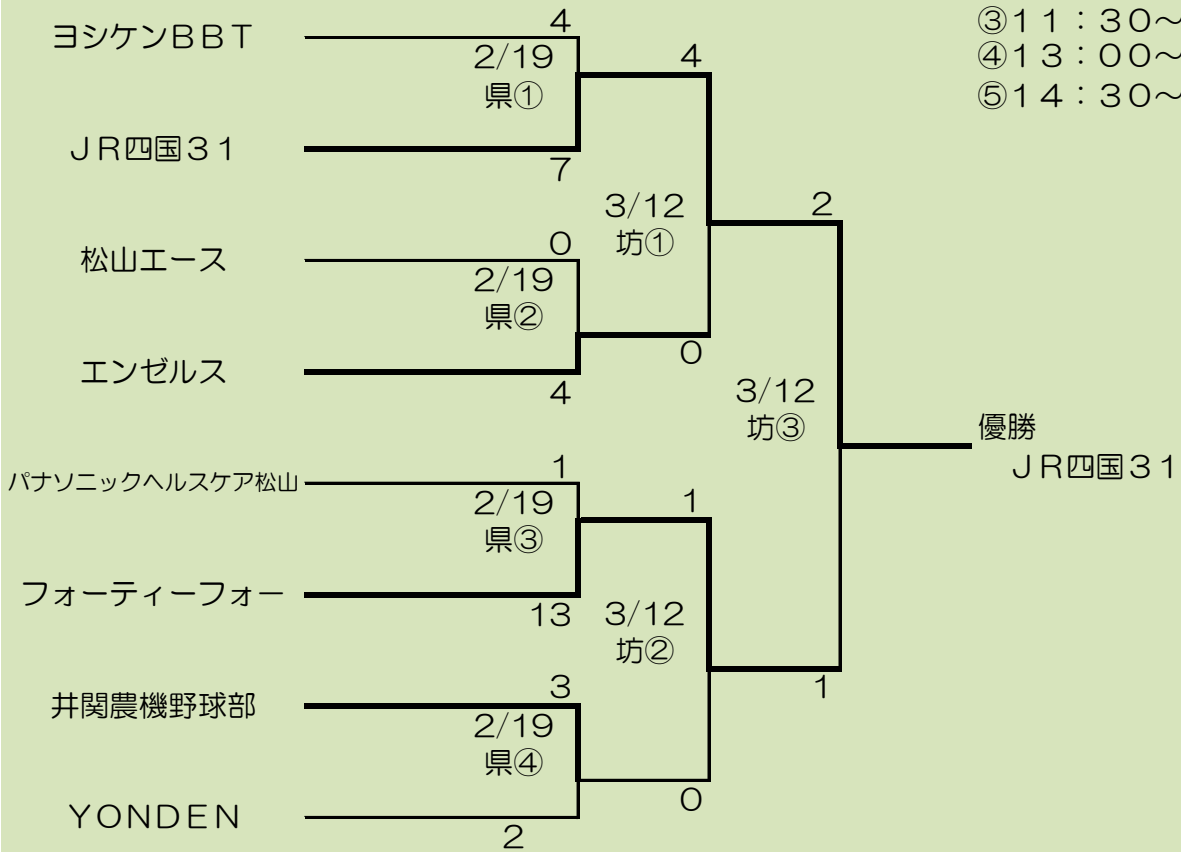 ③１１：３０～
④１３：００～
⑤１４：３０～
ヨシケンＢＢＴ
4
2/19
県①
4
ＪＲ四国３１
7
3/12
坊①
2
松山エース
0
2/19
県②
0
エンゼルス
4
3/12
坊③
優勝
ＪＲ四国３１
パナソニックヘルスケア松山
1
2/19
県③
1
フォーティーフォー
13
3/12
坊②
1
井関農機野球部
3
2/19
県④
0
ＹＯＮＤＥＮ
2